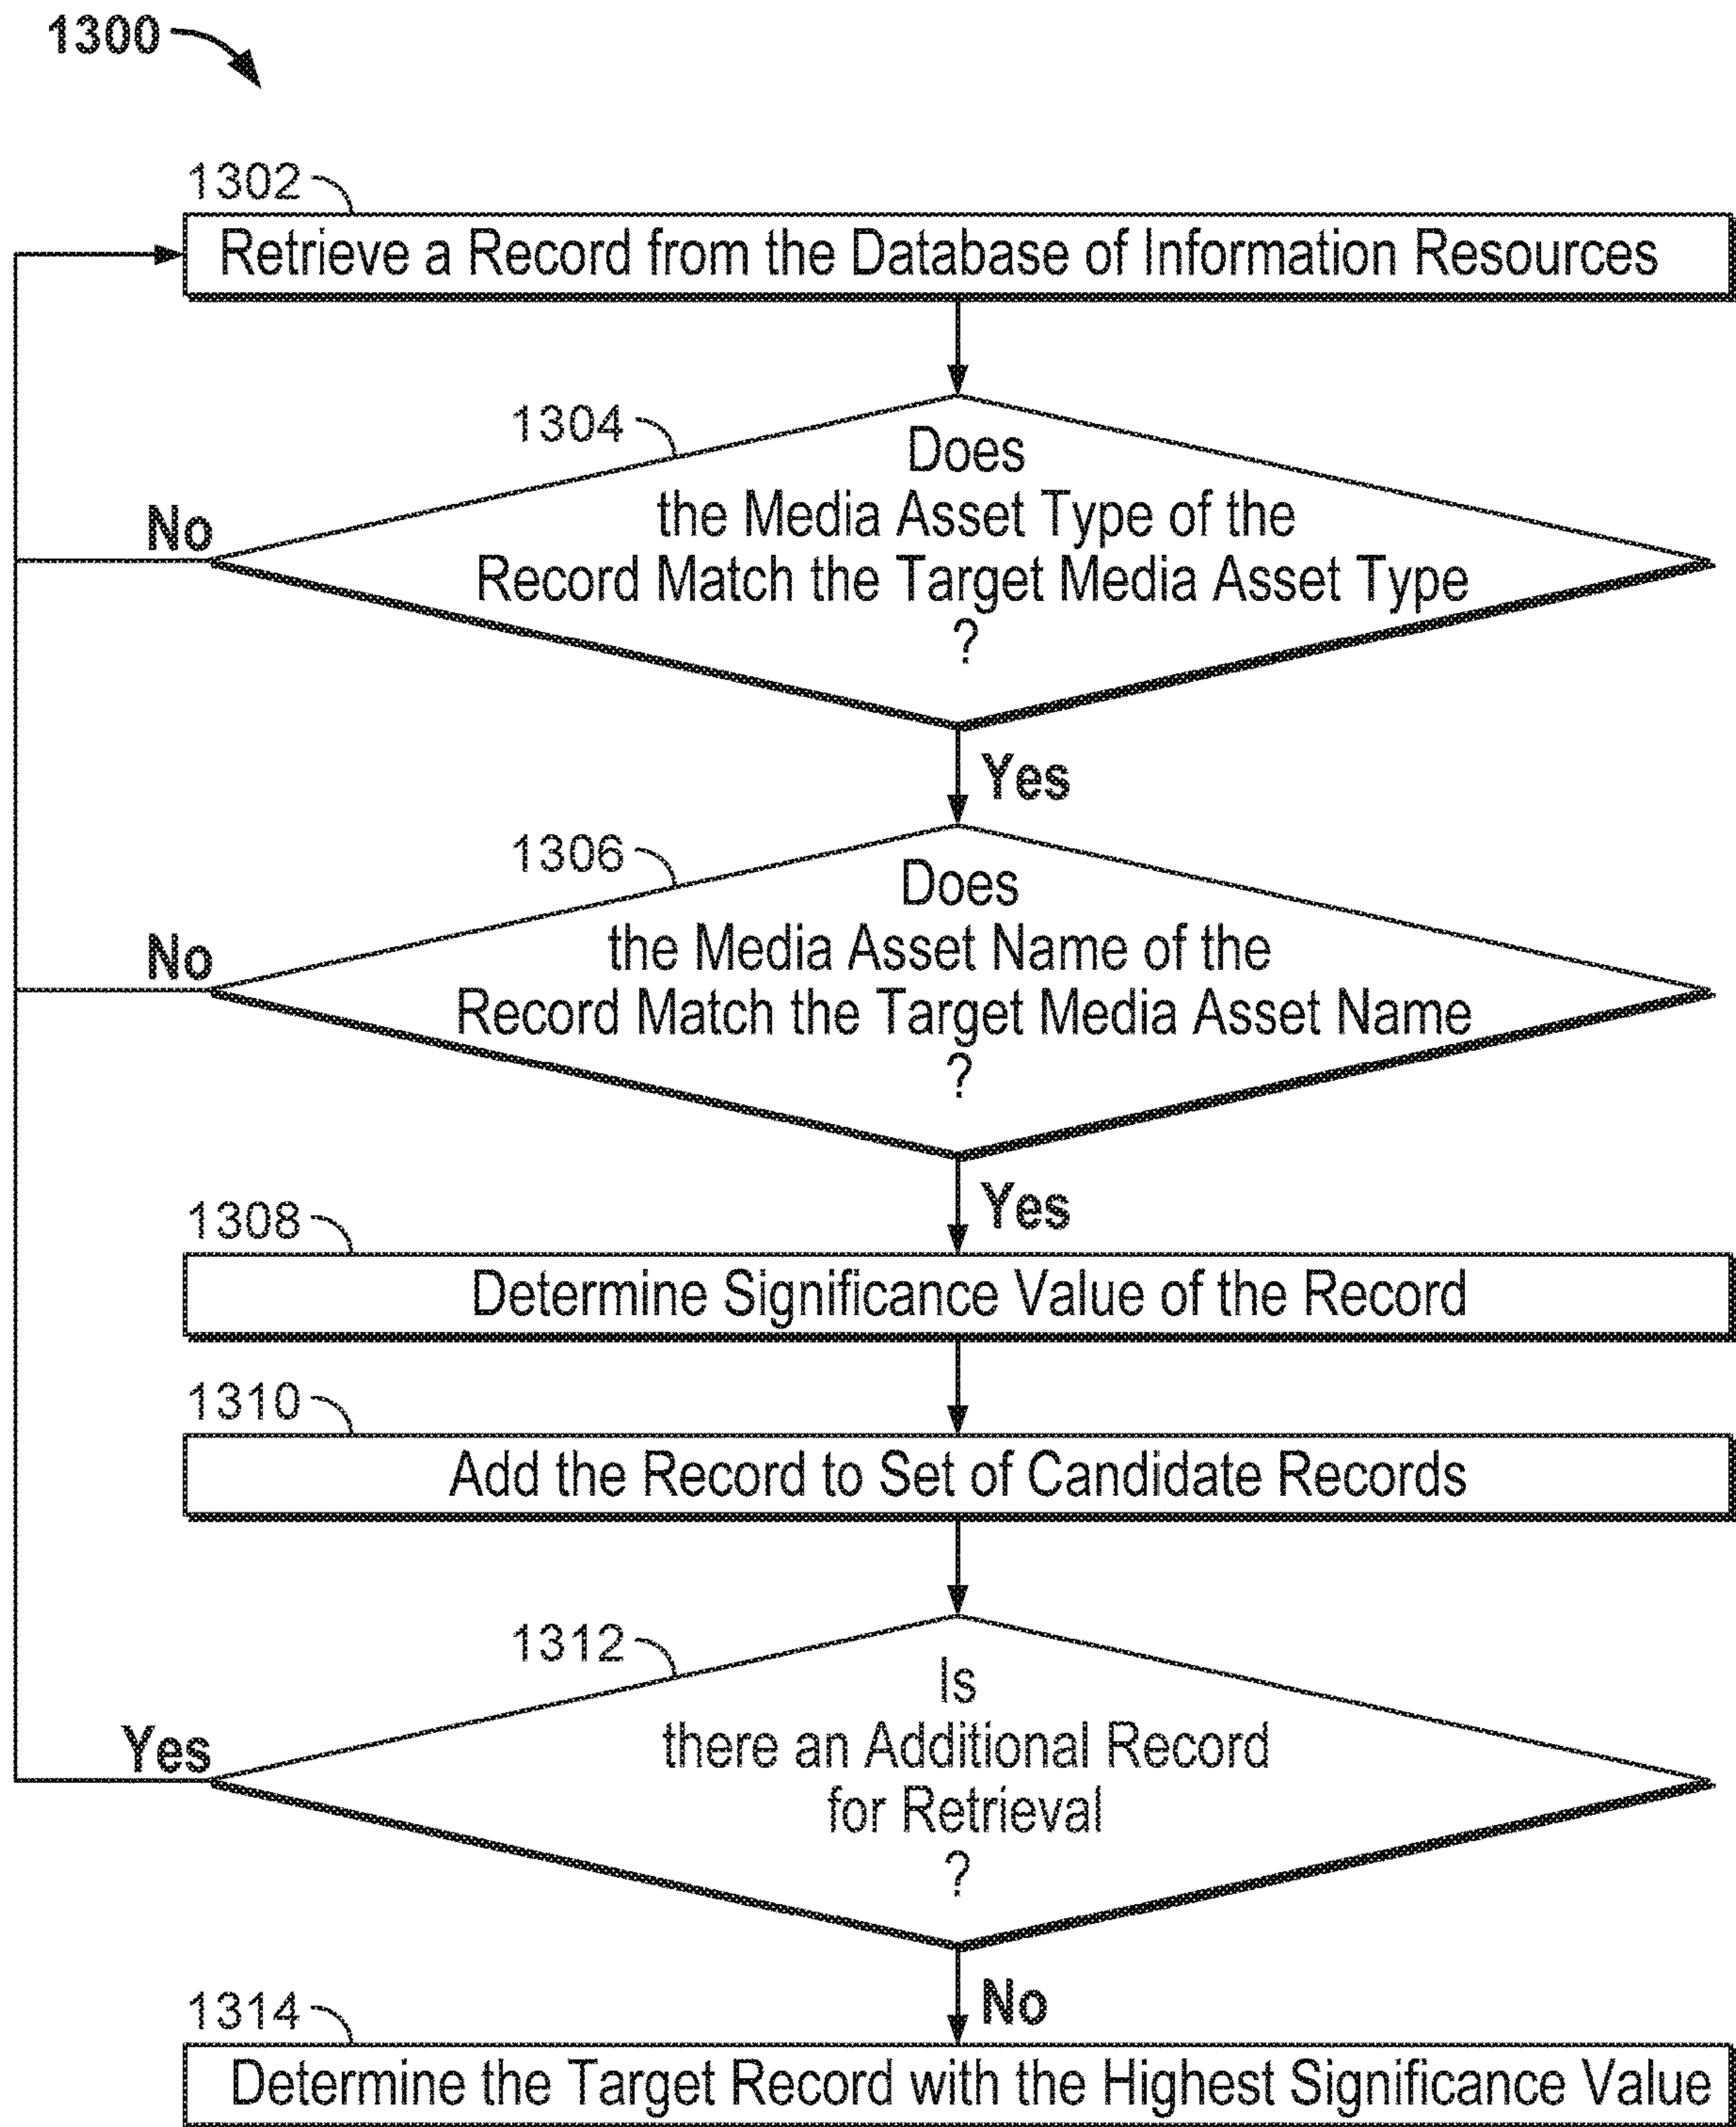 1300
1302
Retrieve a Record from the Database of Information Resources
1304
Does
the Media Asset Type of the
Record Match the Target Media Asset Type
?
No
Yes
1306
Does
the Media Asset Name of the
Record Match the Target Media Asset Name
?
No
Yes
1308
Determine Significance Value of the Record
1310
Add the Record to Set of Candidate Records
1312
Is
there an Additional Record
for Retrieval
?
Yes
No
1314
Determine the Target Record with the Highest Significance Value